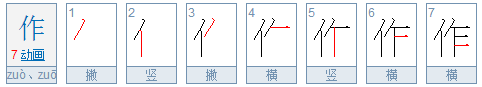 作
7 动画
zuò、zuō
1 2 3 4 5 6 7
撇 竖 撇 横 竖 横 横